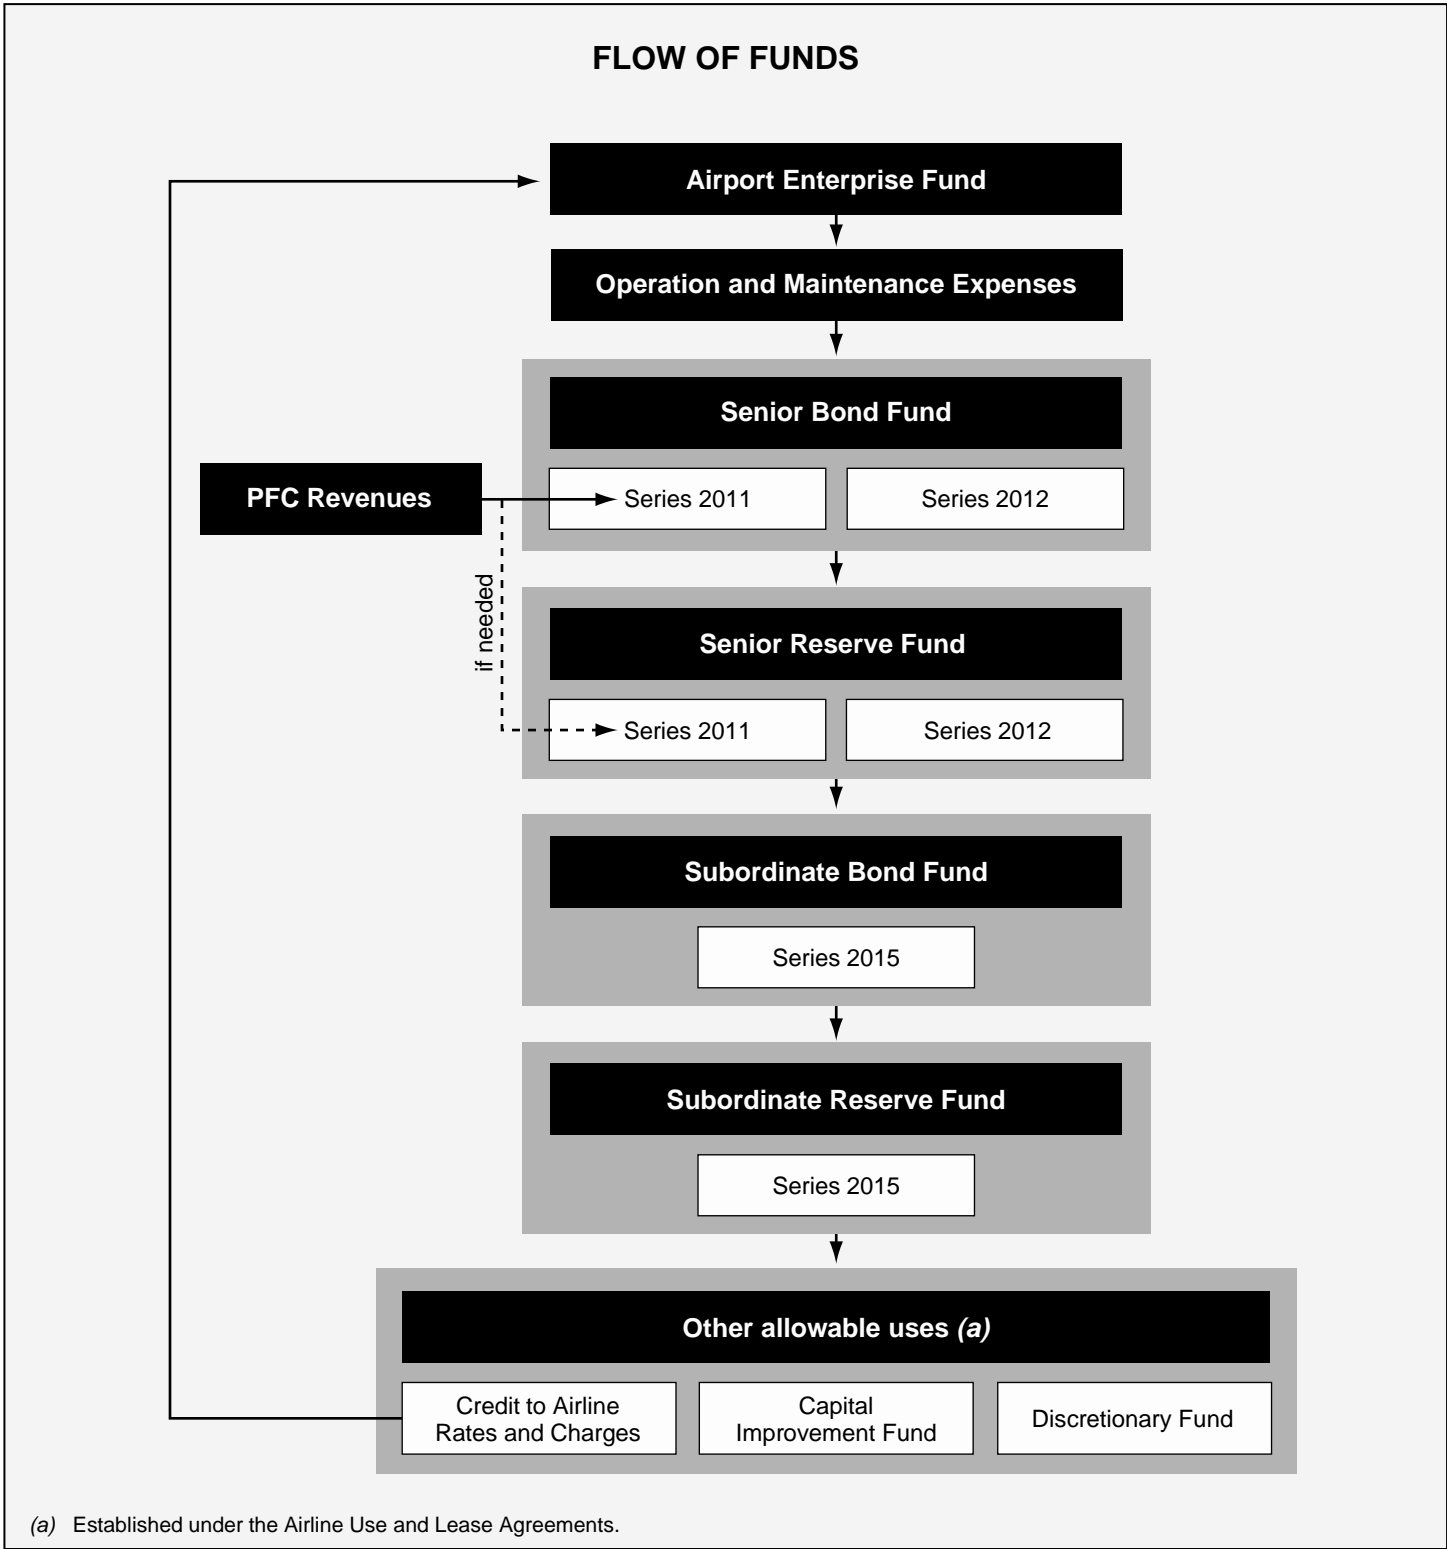 FLOW OF FUNDS
Airport Enterprise Fund
Operation and Maintenance Expenses
Senior Bond Fund
PFC Revenues
Series 2011
Series 2012
if needed
Senior Reserve Fund
Series 2011
Series 2012
Subordinate Bond Fund
Series 2015
Subordinate Reserve Fund
Series 2015
Other allowable uses (a)
Credit to Airline
Rates and Charges
Capital
Improvement Fund
Discretionary Fund
(a) Established under the Airline Use and Lease Agreements.